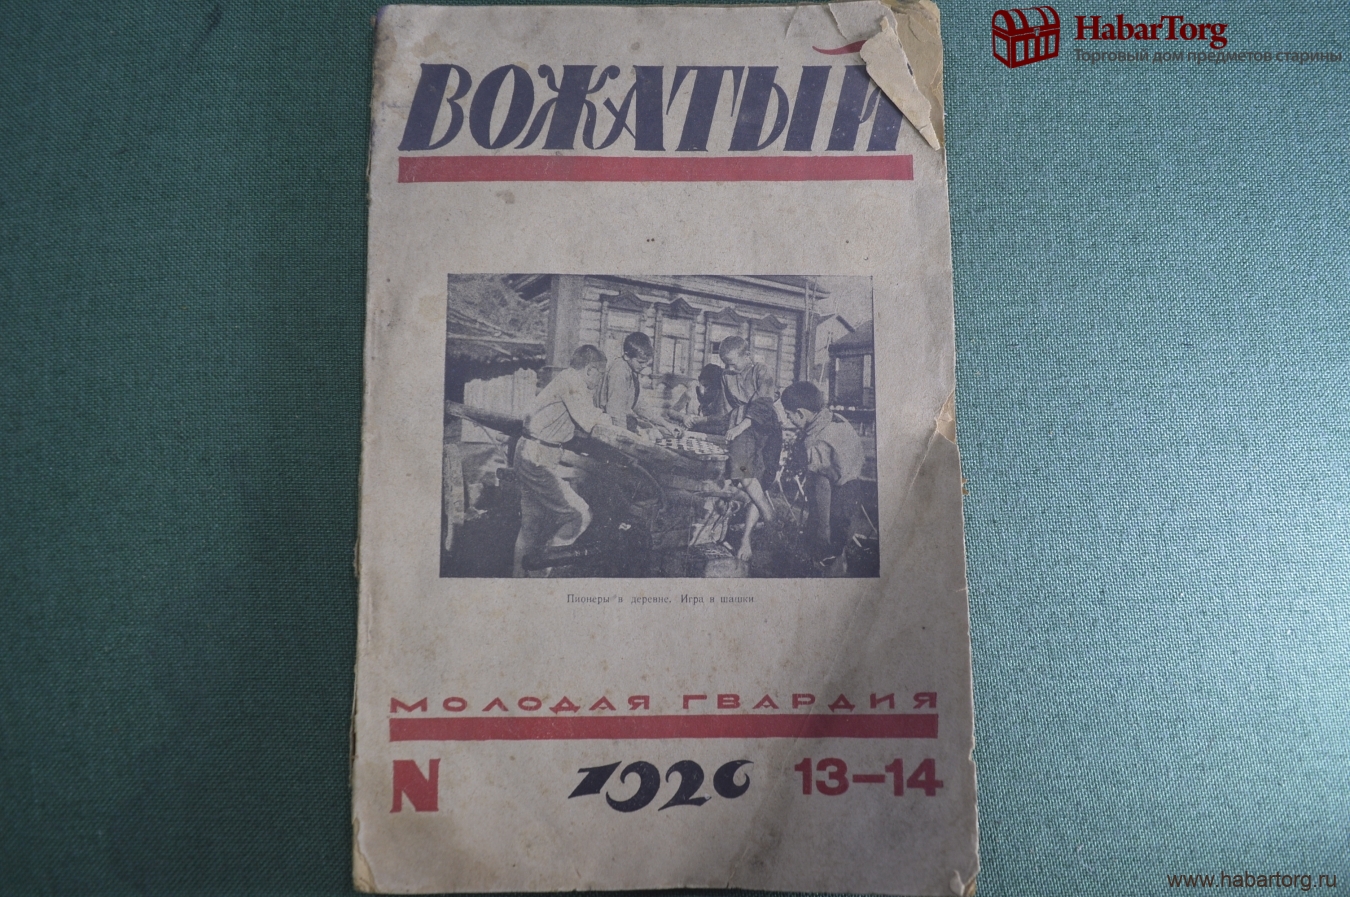 HabarTorg
Торговый дом предметов старины
ВОЖАТЫЙ
Пионеры в деревне. Игра в шашки
МОЛОДАЯ ГВАРДИЯ
N 1926 13—14
www.habartorg.ru